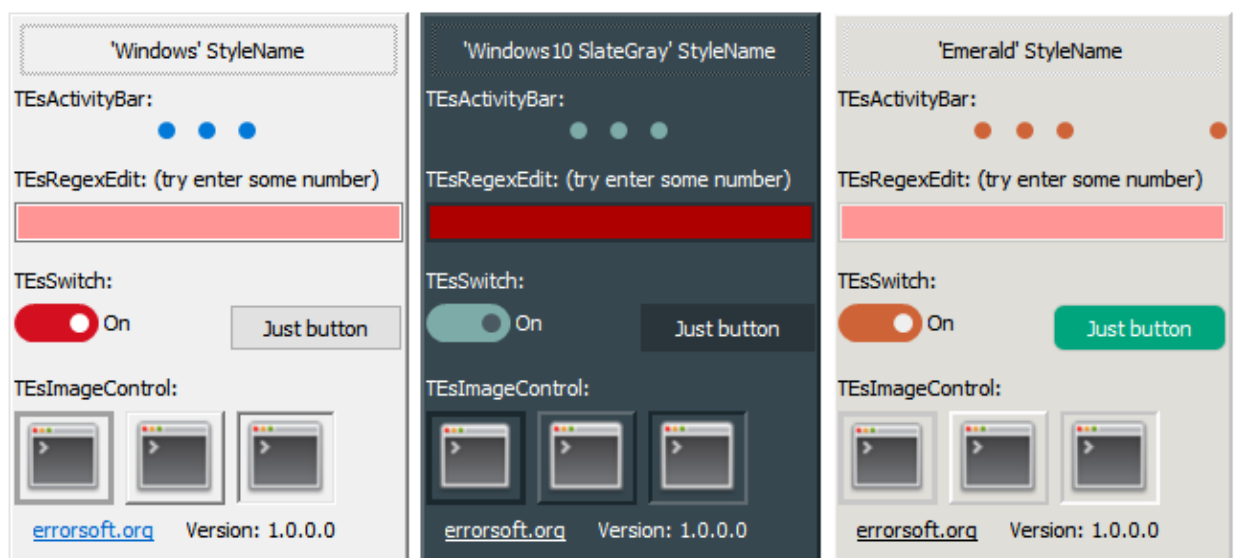 'Windows' StyleName
TEsActivityBar:
TEsRegexEdit: (try enter some number)
TEsSwitch:
On Just button
TEsImageControl:
errorsoft.org Version: 1.0.0.0
'Windows10 SlateGray' StyleName
TEsActivityBar:
TEsRegexEdit: (try enter some number)
TEsSwitch:
On Just button
TEsImageControl:
errorsoft.org Version: 1.0.0.0
'Emerald' StyleName
TEsActivityBar:
TEsRegexEdit: (try enter some number)
TEsSwitch:
On Just button
TEsImageControl:
errorsoft.org Version: 1.0.0.0